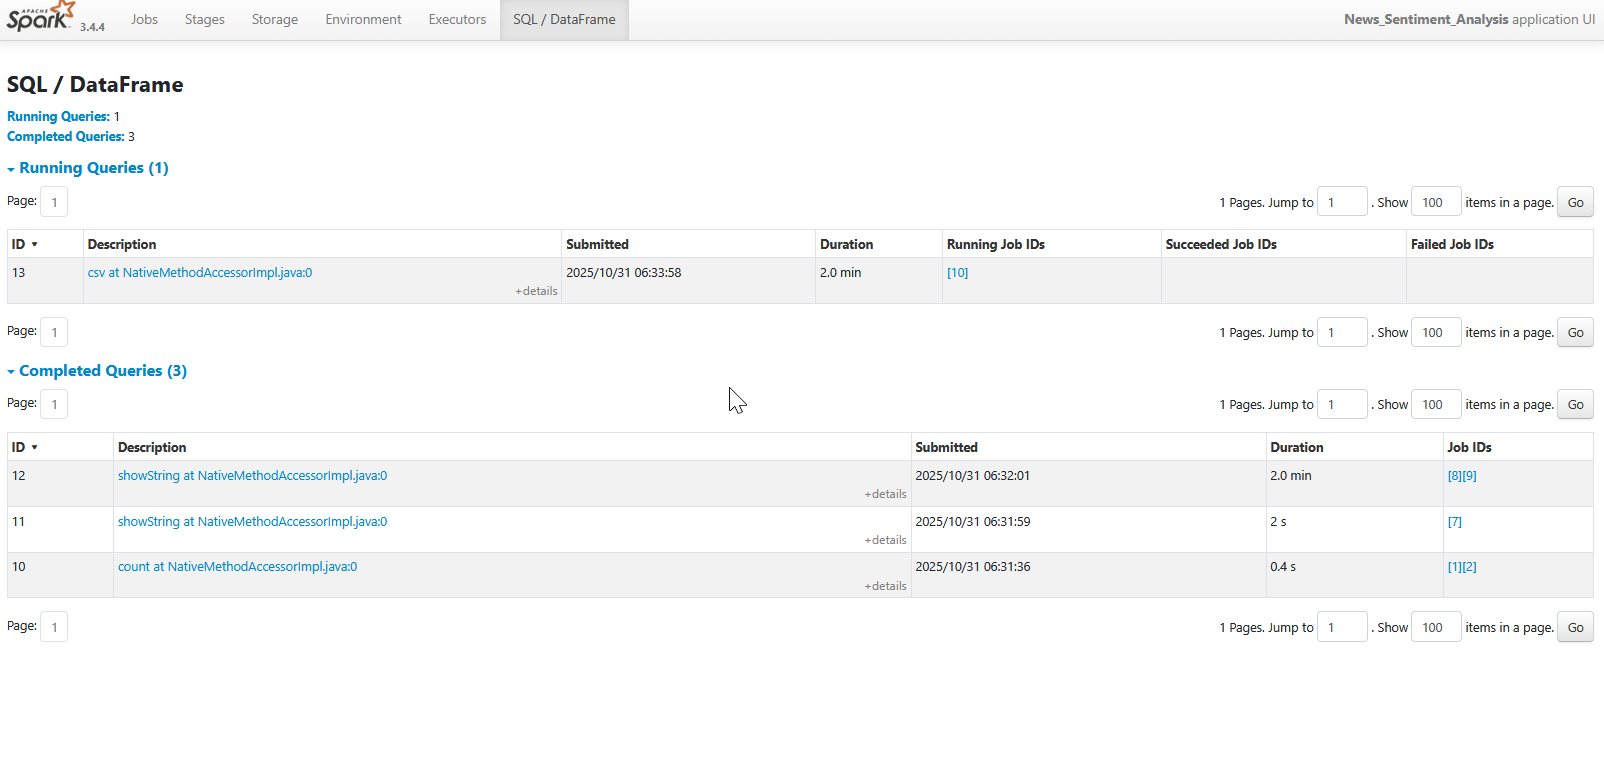 APACHE
Spark 3.4.4 Jobs Stages Storage Environment Executors SQL / DataFrame News_Sentiment_Analysis application UI
SQL / DataFrame
Running Queries: 1
Completed Queries: 3
Running Queries (1)
Page: 1 1 Pages. Jump to 1 . Show 100 items in a page. Go
ID Description Submitted Duration Running Job IDs Succeeded Job IDs Failed Job IDs
13 csv at NativeMethodAccessorImpl.java:0 2025/10/31 06:33:58 2.0 min [10]
+details
Page: 1 1 Pages. Jump to 1 . Show 100 items in a page. Go
Completed Queries (3)
Page: 1 1 Pages. Jump to 1 . Show 100 items in a page. Go
ID Description Submitted Duration Job IDs
12 showString at NativeMethodAccessorImpl.java:0 2025/10/31 06:32:01 2.0 min [8][9]
+details
11 showString at NativeMethodAccessorImpl.java:0 2025/10/31 06:31:59 2 s [7]
+details
10 count at NativeMethodAccessorImpl.java:0 2025/10/31 06:31:36 0.4 s [1][2]
+details
Page: 1 1 Pages. Jump to 1 . Show 100 items in a page. Go